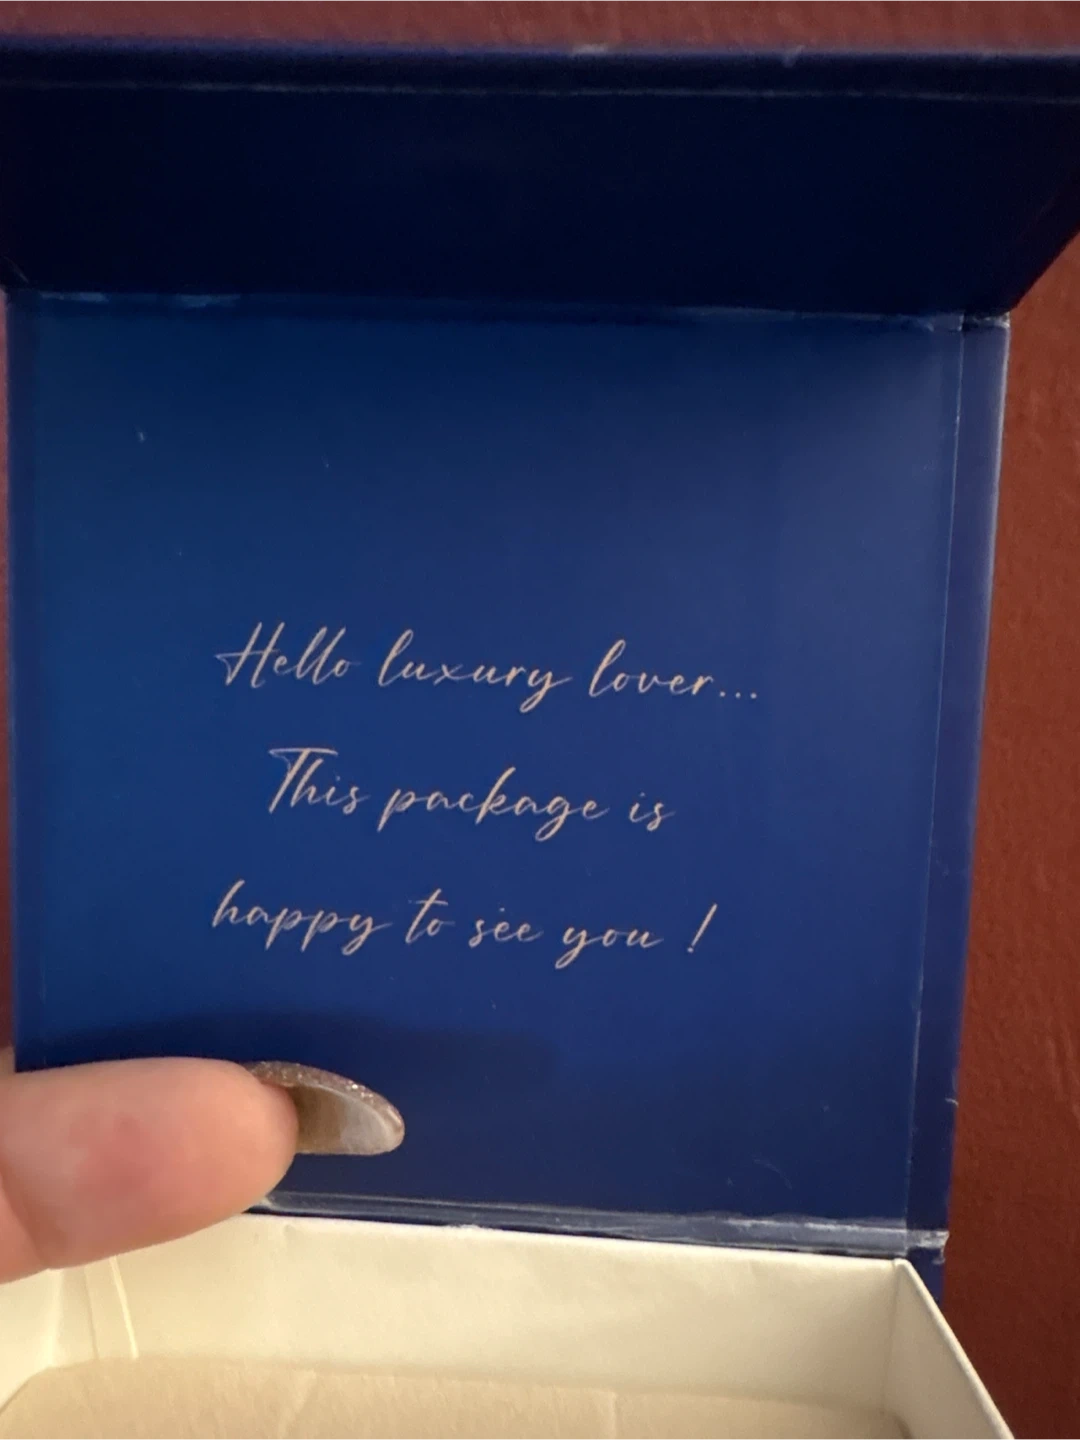 Hello luxury lover...
This package is
happy to see you !